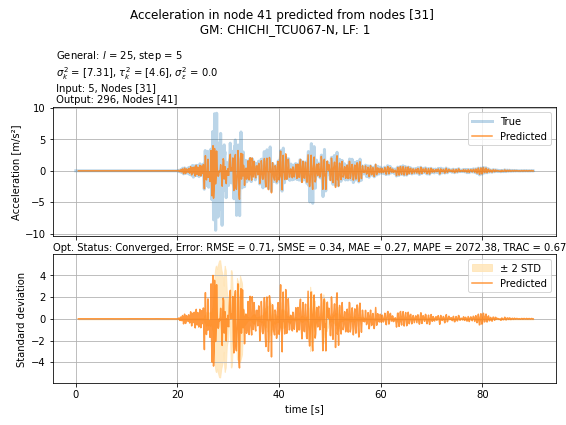 Acceleration in node 41 predicted from nodes [31]
GM: CHICHI_TCU067-N, LF: 1
General: l = 25, step = 5
σ²ₖ = [7.31], τ²ₖ = [4.6], σ²ε = 0.0
Input: 5, Nodes [31]
Output: 296, Nodes [41]
10
5
0
−5
−10
Acceleration [m/s²]
True
Predicted
Opt. Status: Converged, Error: RMSE = 0.71, SMSE = 0.34, MAE = 0.27, MAPE = 2072.38, TRAC = 0.67
4
2
0
−2
−4
Standard deviation
± 2 STD
Predicted
0 20 40 60 80
time [s]